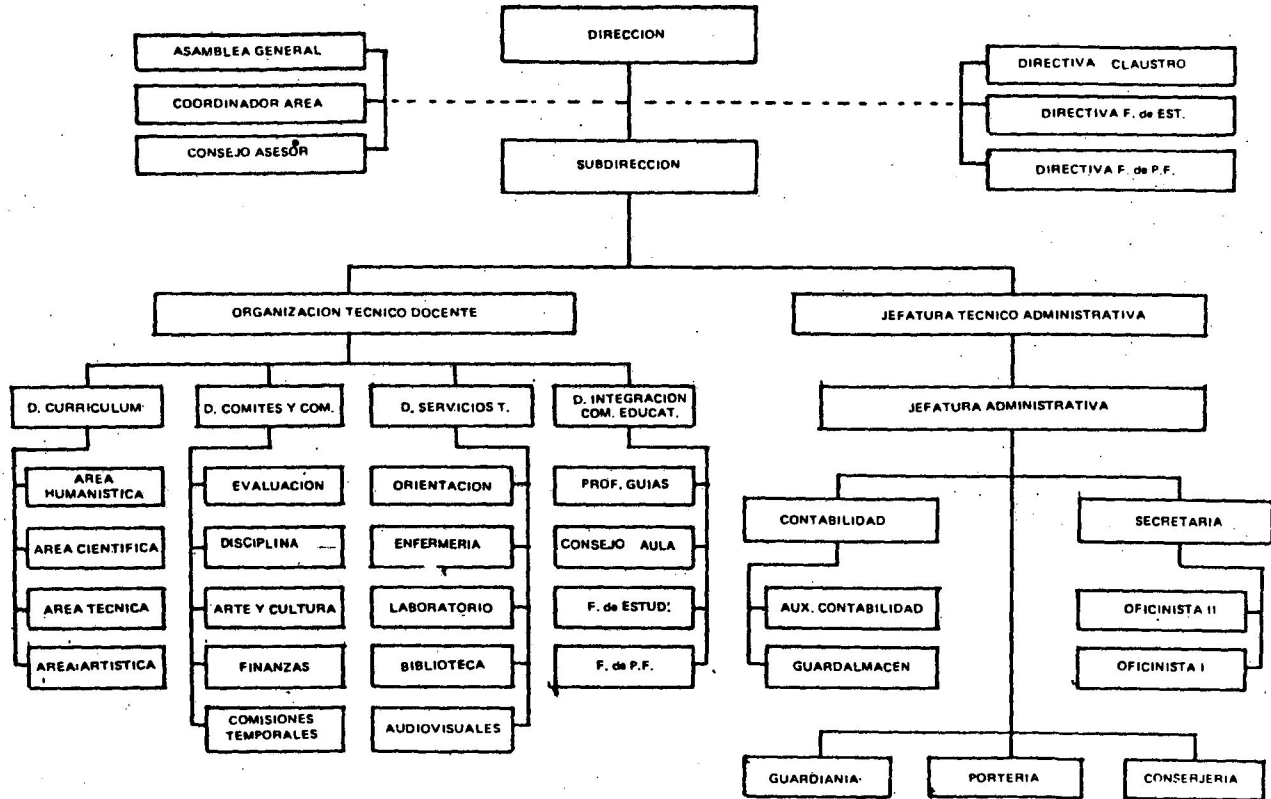 DIRECCION
ASAMBLEA GENERAL
COORDINADOR AREA
CONSEJO ASESOR
DIRECTIVA CLAUSTRO
DIRECTIVA F. de EST.
DIRECTIVA F. de P.F.
SUBDIRECCION
ORGANIZACION TECNICO DOCENTE
JEFATURA TECNICO ADMINISTRATIVA
D. CURRICULUM
D. COMITES Y COM.
D. SERVICIOS T.
D. INTEGRACION
COM. EDUCAT.
JEFATURA ADMINISTRATIVA
AREA
HUMANISTICA
AREA CIENTIFICA
AREA TECNICA
AREA ARTISTICA
EVALUACION
DISCIPLINA
ARTE Y CULTURA
FINANZAS
COMISIONES
TEMPORALES
ORIENTACION
ENFERMERIA
LABORATORIO
BIBLIOTECA
AUDIOVISUALES
PROF. GUIAS
CONSEJO AULA
F. de ESTUD.
F. de P.F.
CONTABILIDAD
AUX. CONTABILIDAD
GUARDALMACEN
SECRETARIA
OFICINISTA II
OFICINISTA I
GUARDIANIA
PORTERIA
CONSERJERIA